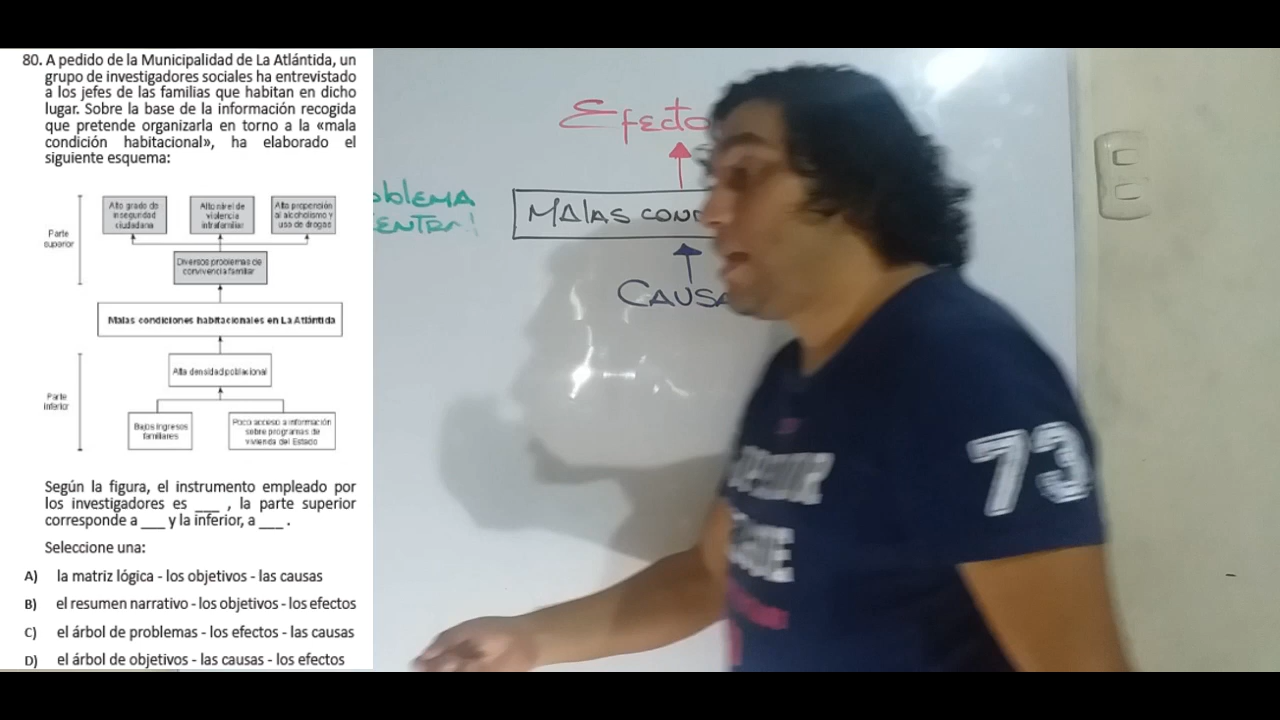 80. A pedido de la Municipalidad de La Atlántida, un
grupo de investigadores sociales ha entrevistado
a los jefes de las familias que habitan en dicho
lugar. Sobre la base de la información recogida
que pretende organizarla en torno a la «mala
condición habitacional», ha elaborado el
siguiente esquema:
Parte
superior
Alto grado de
inseguridad
ciudadana
Alto nivel de
violencia
intrafamiliar
Alta propensión
al alcoholismo y
uso de drogas
Diversos problemas de
convivencia familiar
Malas condiciones habitacionales en La Atlántida
Alta densidad poblacional
Parte
inferior
Bajos ingresos
familiares
Poco acceso a información
sobre programas de
vivienda del Estado
Según la figura, el instrumento empleado por
los investigadores es ___ , la parte superior
corresponde a ___ y la inferior, a ___ .
Seleccione una:
A) la matriz lógica - los objetivos - las causas
B) el resumen narrativo - los objetivos - los efectos
C) el árbol de problemas - los efectos - las causas
D) el árbol de objetivos - las causas - los efectos
Efecto
oblema
entra!
MALAS COND
CAUSA
73